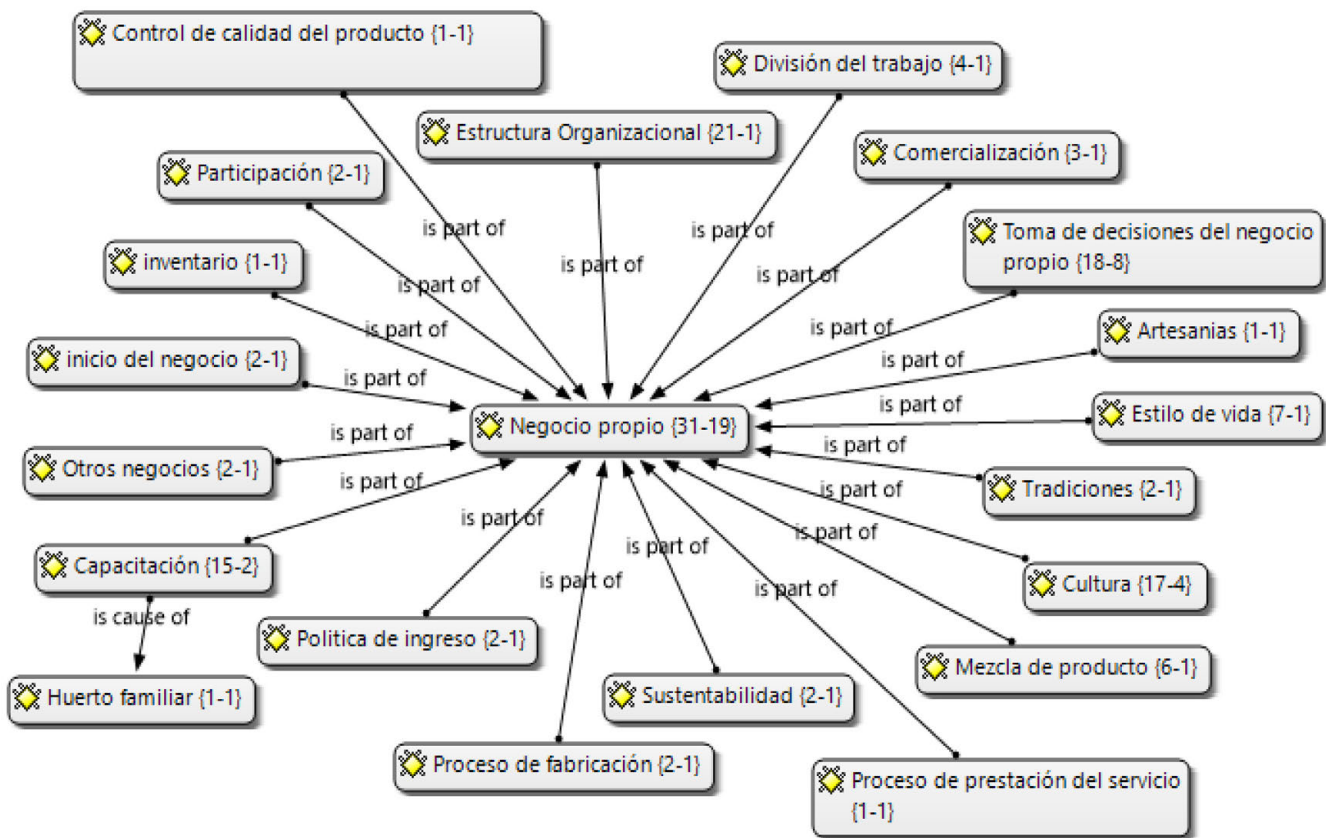 Control de calidad del producto {1-1}
División del trabajo {4-1}
Estructura Organizacional {21-1}
Comercialización {3-1}
Participación {2-1}
is part of
is part of
is part of
is part of
Toma de decisiones del negocio
propio {18-8}
inventario {1-1}
is part of
is part of
is part of
Artesanias {1-1}
inicio del negocio {2-1}
is part of
is part of
Negocio propio {31-19}
is part of
Estilo de vida {7-1}
Otros negocios {2-1}
is part of
is part of
is part of
Tradiciones {2-1}
is part of
Capacitación {15-2}
is part of
is part of
is part of
is part of
is part of
is part of
Cultura {17-4}
is cause of
Politica de ingreso {2-1}
Mezcla de producto {6-1}
Huerto familiar {1-1}
Sustentabilidad {2-1}
Proceso de fabricación {2-1}
Proceso de prestación del servicio
{1-1}